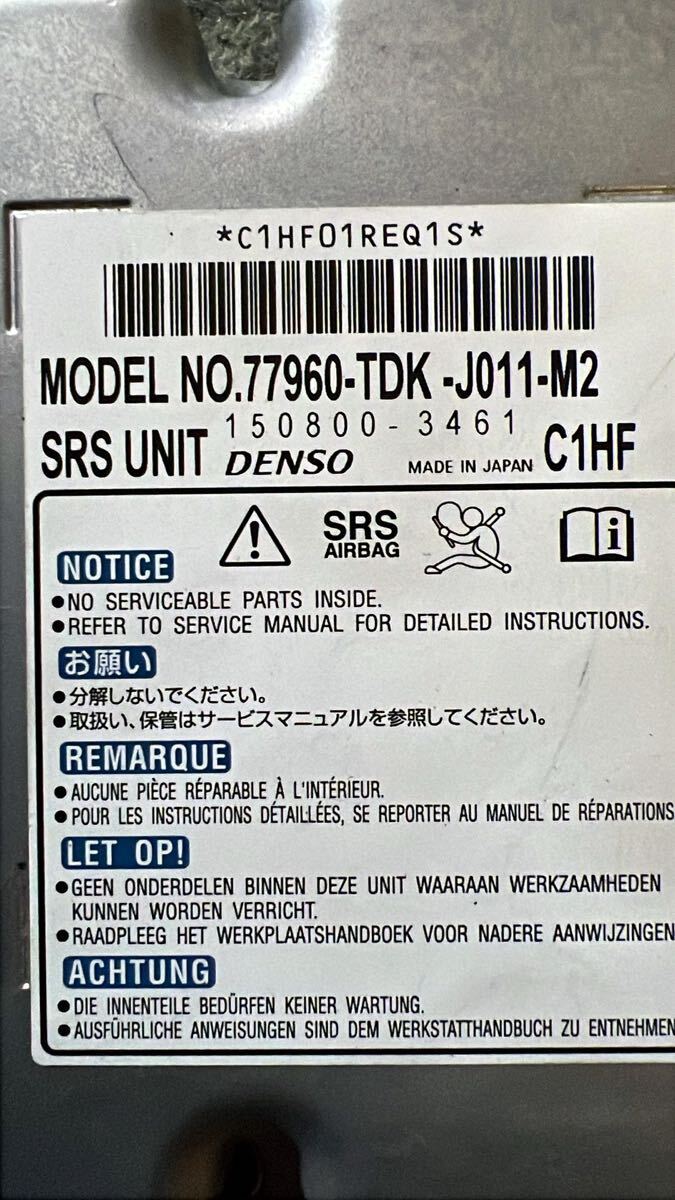 *C1HF01REQ1S*
MODEL NO.77960-TDK -J011-M2
150800-3461
SRS UNIT DENSO MADE IN JAPAN C1HF
SRS
AIRBAG
NOTICE
●NO SERVICEABLE PARTS INSIDE.
●REFER TO SERVICE MANUAL FOR DETAILED INSTRUCTIONS.
お願い
●分解しないでください。
●取扱い、保管はサービスマニュアルを参照してください。
REMARQUE
●AUCUNE PIÈCE RÉPARABLE À L'INTÉRIEUR.
●POUR LES INSTRUCTIONS DÉTAILLÉES, SE REPORTER AU MANUEL DE RÉPARATIONS
LET OP!
●GEEN ONDERDELEN BINNEN DEZE UNIT WAARAAN WERKZAAMHEDEN
KUNNEN WORDEN VERRICHT.
●RAADPLEEG HET WERKPLAATSHANDBOEK VOOR NADERE AANWIJZINGEN
ACHTUNG
●DIE INNENTEILE BEDÜRFEN KEINER WARTUNG.
●AUSFÜHRLICHE ANWEISUNGEN SIND DEM WERKSTATTHANDBUCH ZU ENTNEHMEN